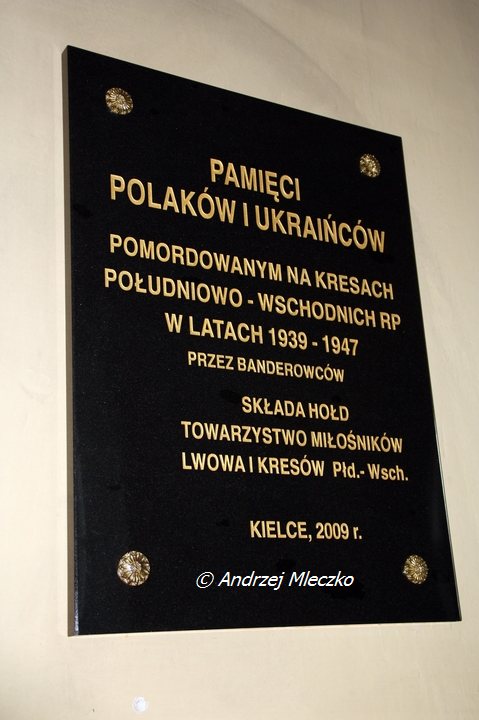 PAMIĘCI
POLAKÓW I UKRAIŃCÓW
POMORDOWANYM NA KRESACH
POŁUDNIOWO - WSCHODNICH RP
W LATACH 1939 - 1947
PRZEZ BANDEROWCÓW
SKŁADA HOŁD
TOWARZYSTWO MIŁOŚNIKÓW
LWOWA I KRESÓW Płd.- Wsch.
KIELCE, 2009 r.
© Andrzej Mleczko